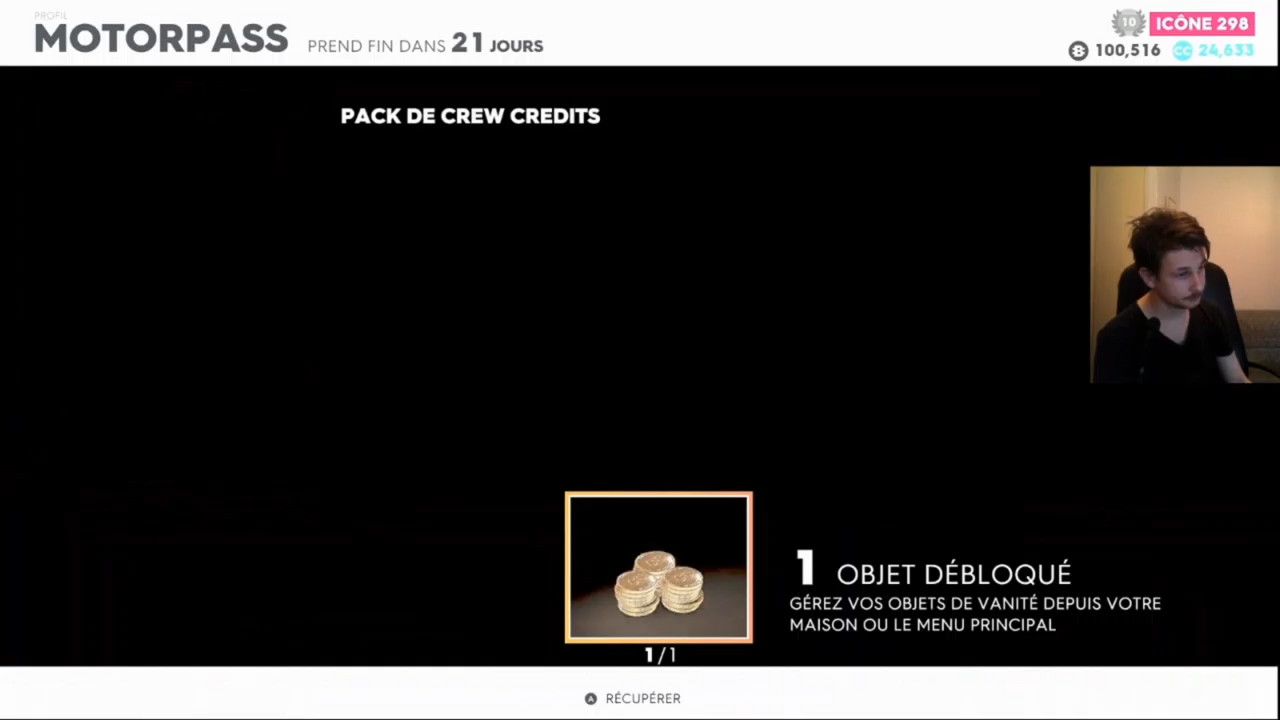 PROFIL
MOTORPASS PREND FIN DANS 21 JOURS
10 ICÔNE 298
100,516 CC 24,633
PACK DE CREW CREDITS
1 OBJET DÉBLOQUÉ
GÉREZ VOS OBJETS DE VANITÉ DEPUIS VOTRE
MAISON OU LE MENU PRINCIPAL
1/1
A RÉCUPÉRER